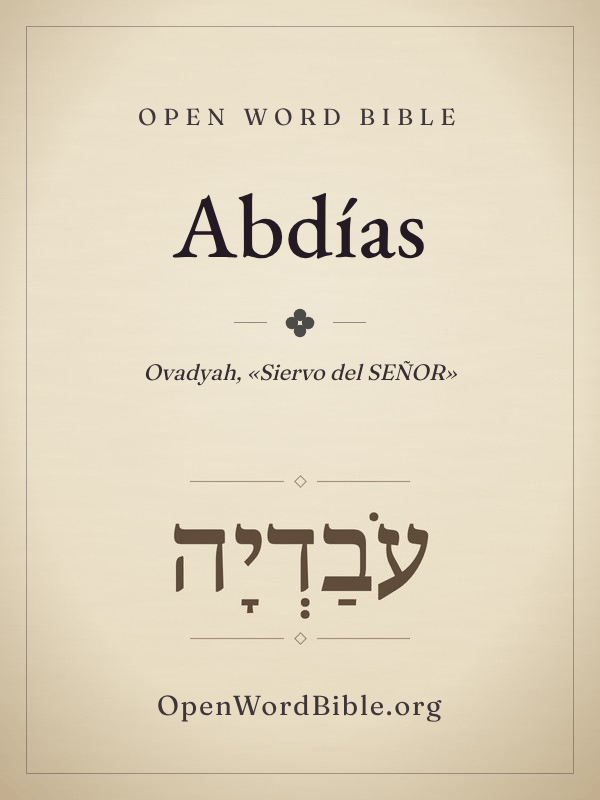 OPEN WORD BIBLE
Abdías
Ovadyah, «Siervo del SEÑOR»
עֹבַדְיָה
OpenWordBible.org